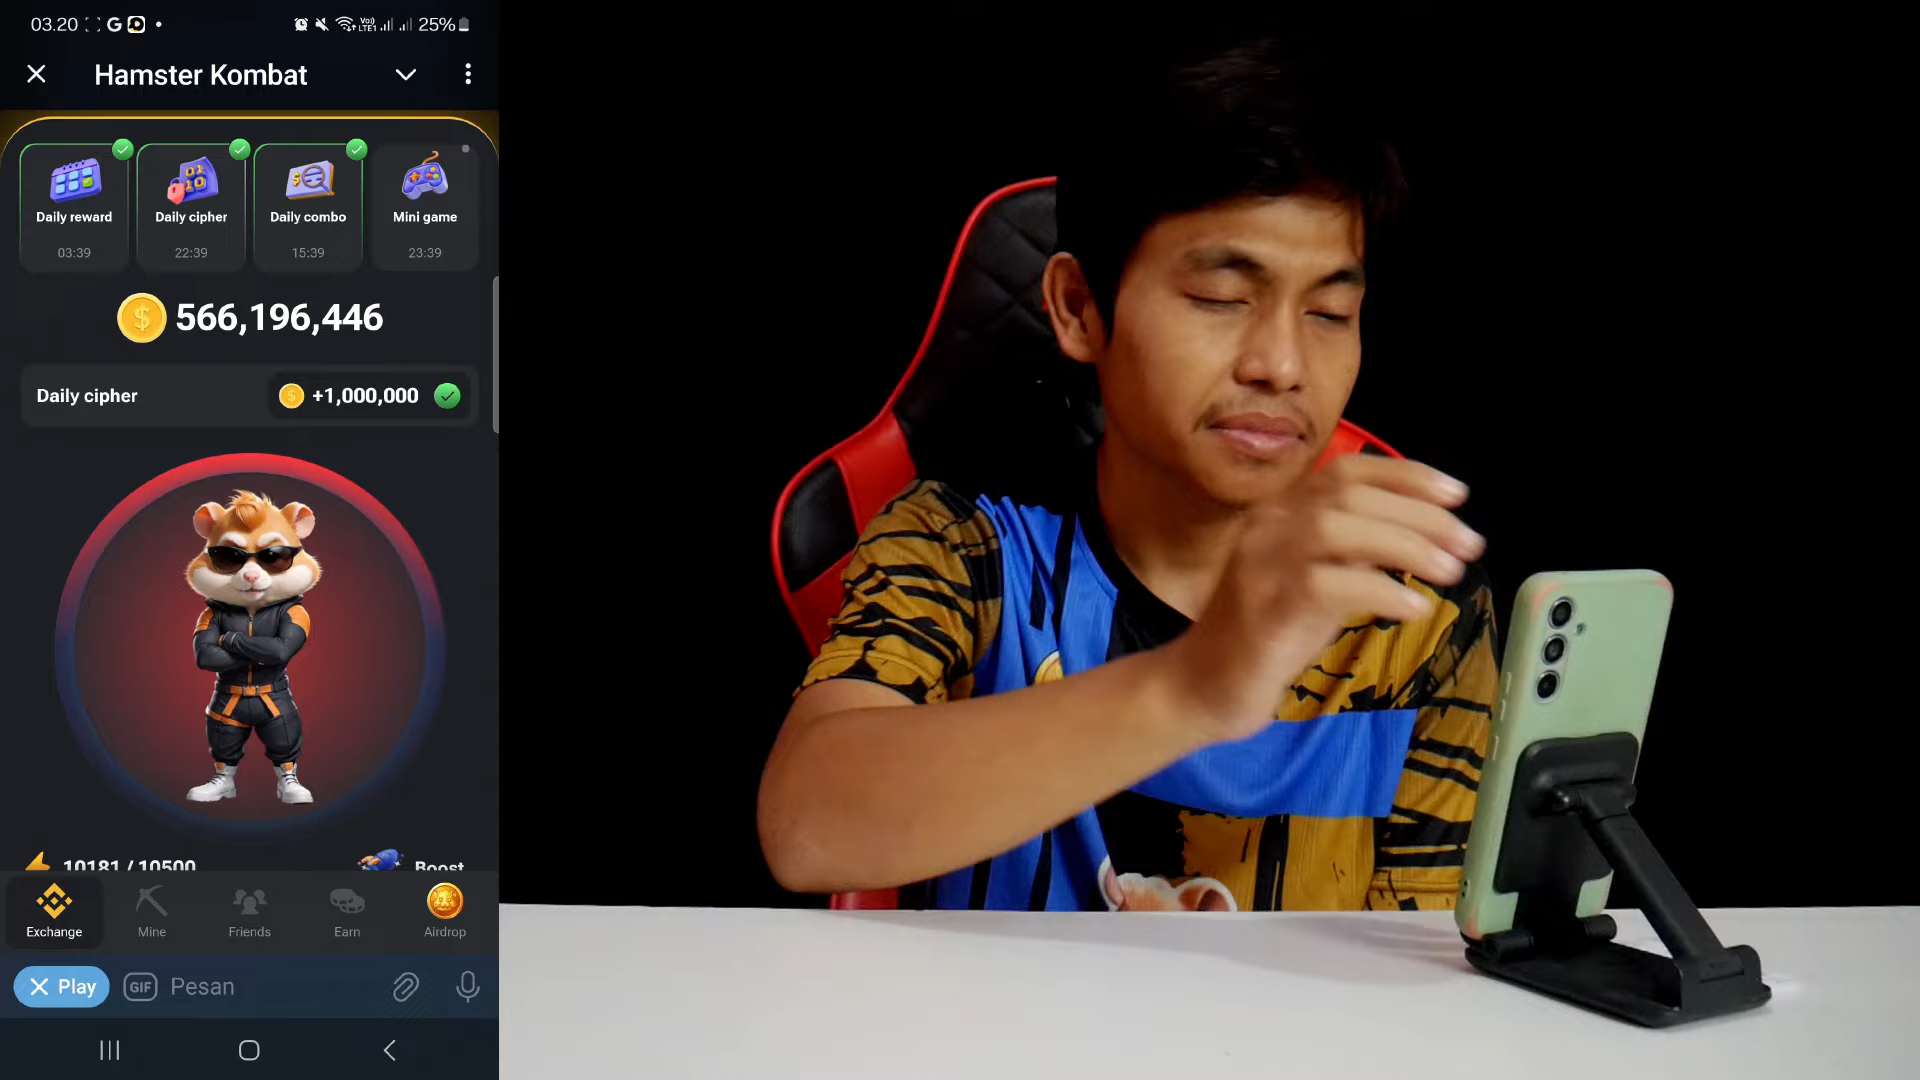 03.20 G Vo)) LTE1 25%
Hamster Kombat
Daily reward Daily cipher Daily combo Mini game
03:39 22:39 15:39 23:39
$ 566,196,446
Daily cipher $ +1,000,000
10181 / 10500 Boost
Exchange Mine Friends Earn Airdrop
Play GIF Pesan